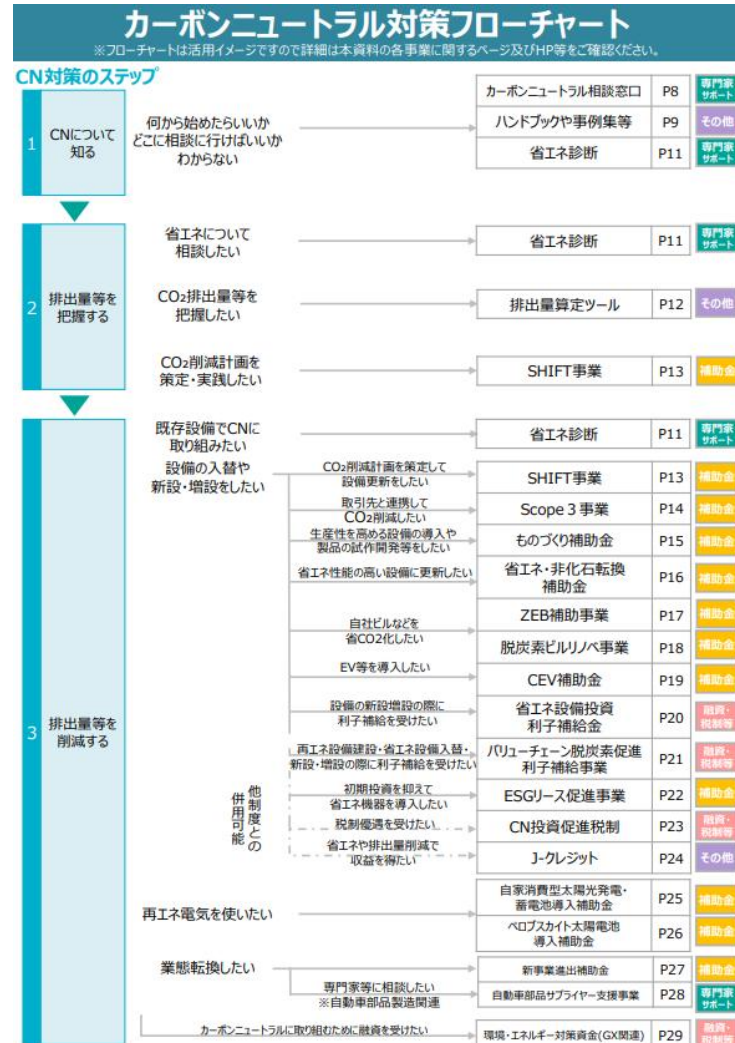 カーボンニュートラル対策フローチャート
※フローチャートは活用イメージですので詳細は本資料の各事業に関するページ及びHP等をご確認ください。
CN対策のステップ
1
CNについて
知る
何から始めたらいいか
どこに相談に行けばいいか
わからない
カーボンニュートラル相談窓口 P8 専門家
サポート
ハンドブックや事例集等 P9 その他
省エネ診断 P11 専門家
サポート
2
排出量等を
把握する
省エネについて
相談したい
省エネ診断 P11 専門家
サポート
CO2排出量等を
把握したい
排出量算定ツール P12 その他
CO2削減計画を
策定・実践したい
SHIFT事業 P13 補助金
3
排出量等を
削減する
既存設備でCNに
取り組みたい
省エネ診断 P11 専門家
サポート
設備の入替や
新設・増設をしたい
CO2削減計画を策定して
設備更新をしたい
SHIFT事業 P13 補助金
取引先と連携して
CO2削減したい
Scope 3 事業 P14 補助金
生産性を高める設備の導入や
製品の試作開発等をしたい
ものづくり補助金 P15 補助金
省エネ性能の高い設備に更新したい
省エネ・非化石転換
補助金
P16 補助金
自社ビルなどを
省CO2化したい
ZEB補助事業 P17 補助金
脱炭素ビルリノベ事業 P18 補助金
EV等を導入したい
CEV補助金 P19 補助金
設備の新設増設の際に
利子補給を受けたい
省エネ設備投資
利子補給金
P20 融資・
税制等
再エネ設備建設・省エネ設備入替・
新設・増設の際に利子補給を受けたい
バリューチェーン脱炭素促進
利子補給事業
P21 融資・
税制等
他制度との
併用可能
初期投資を抑えて
省エネ機器を導入したい
ESGリース促進事業 P22 補助金
税制優遇を受けたい
CN投資促進税制 P23 融資・
税制等
省エネや排出量削減で
収益を得たい
J-クレジット P24 その他
再エネ電気を使いたい
自家消費型太陽光発電・
蓄電池導入補助金
P25 補助金
ペロブスカイト太陽電池
導入補助金
P26 補助金
業態転換したい
新事業進出補助金 P27 補助金
専門家等に相談したい
※自動車部品製造関連
自動車部品サプライヤー支援事業 P28 専門家
サポート
カーボンニュートラルに取り組むために融資を受けたい
環境・エネルギー対策資金(GX関連) P29 融資・
税制等